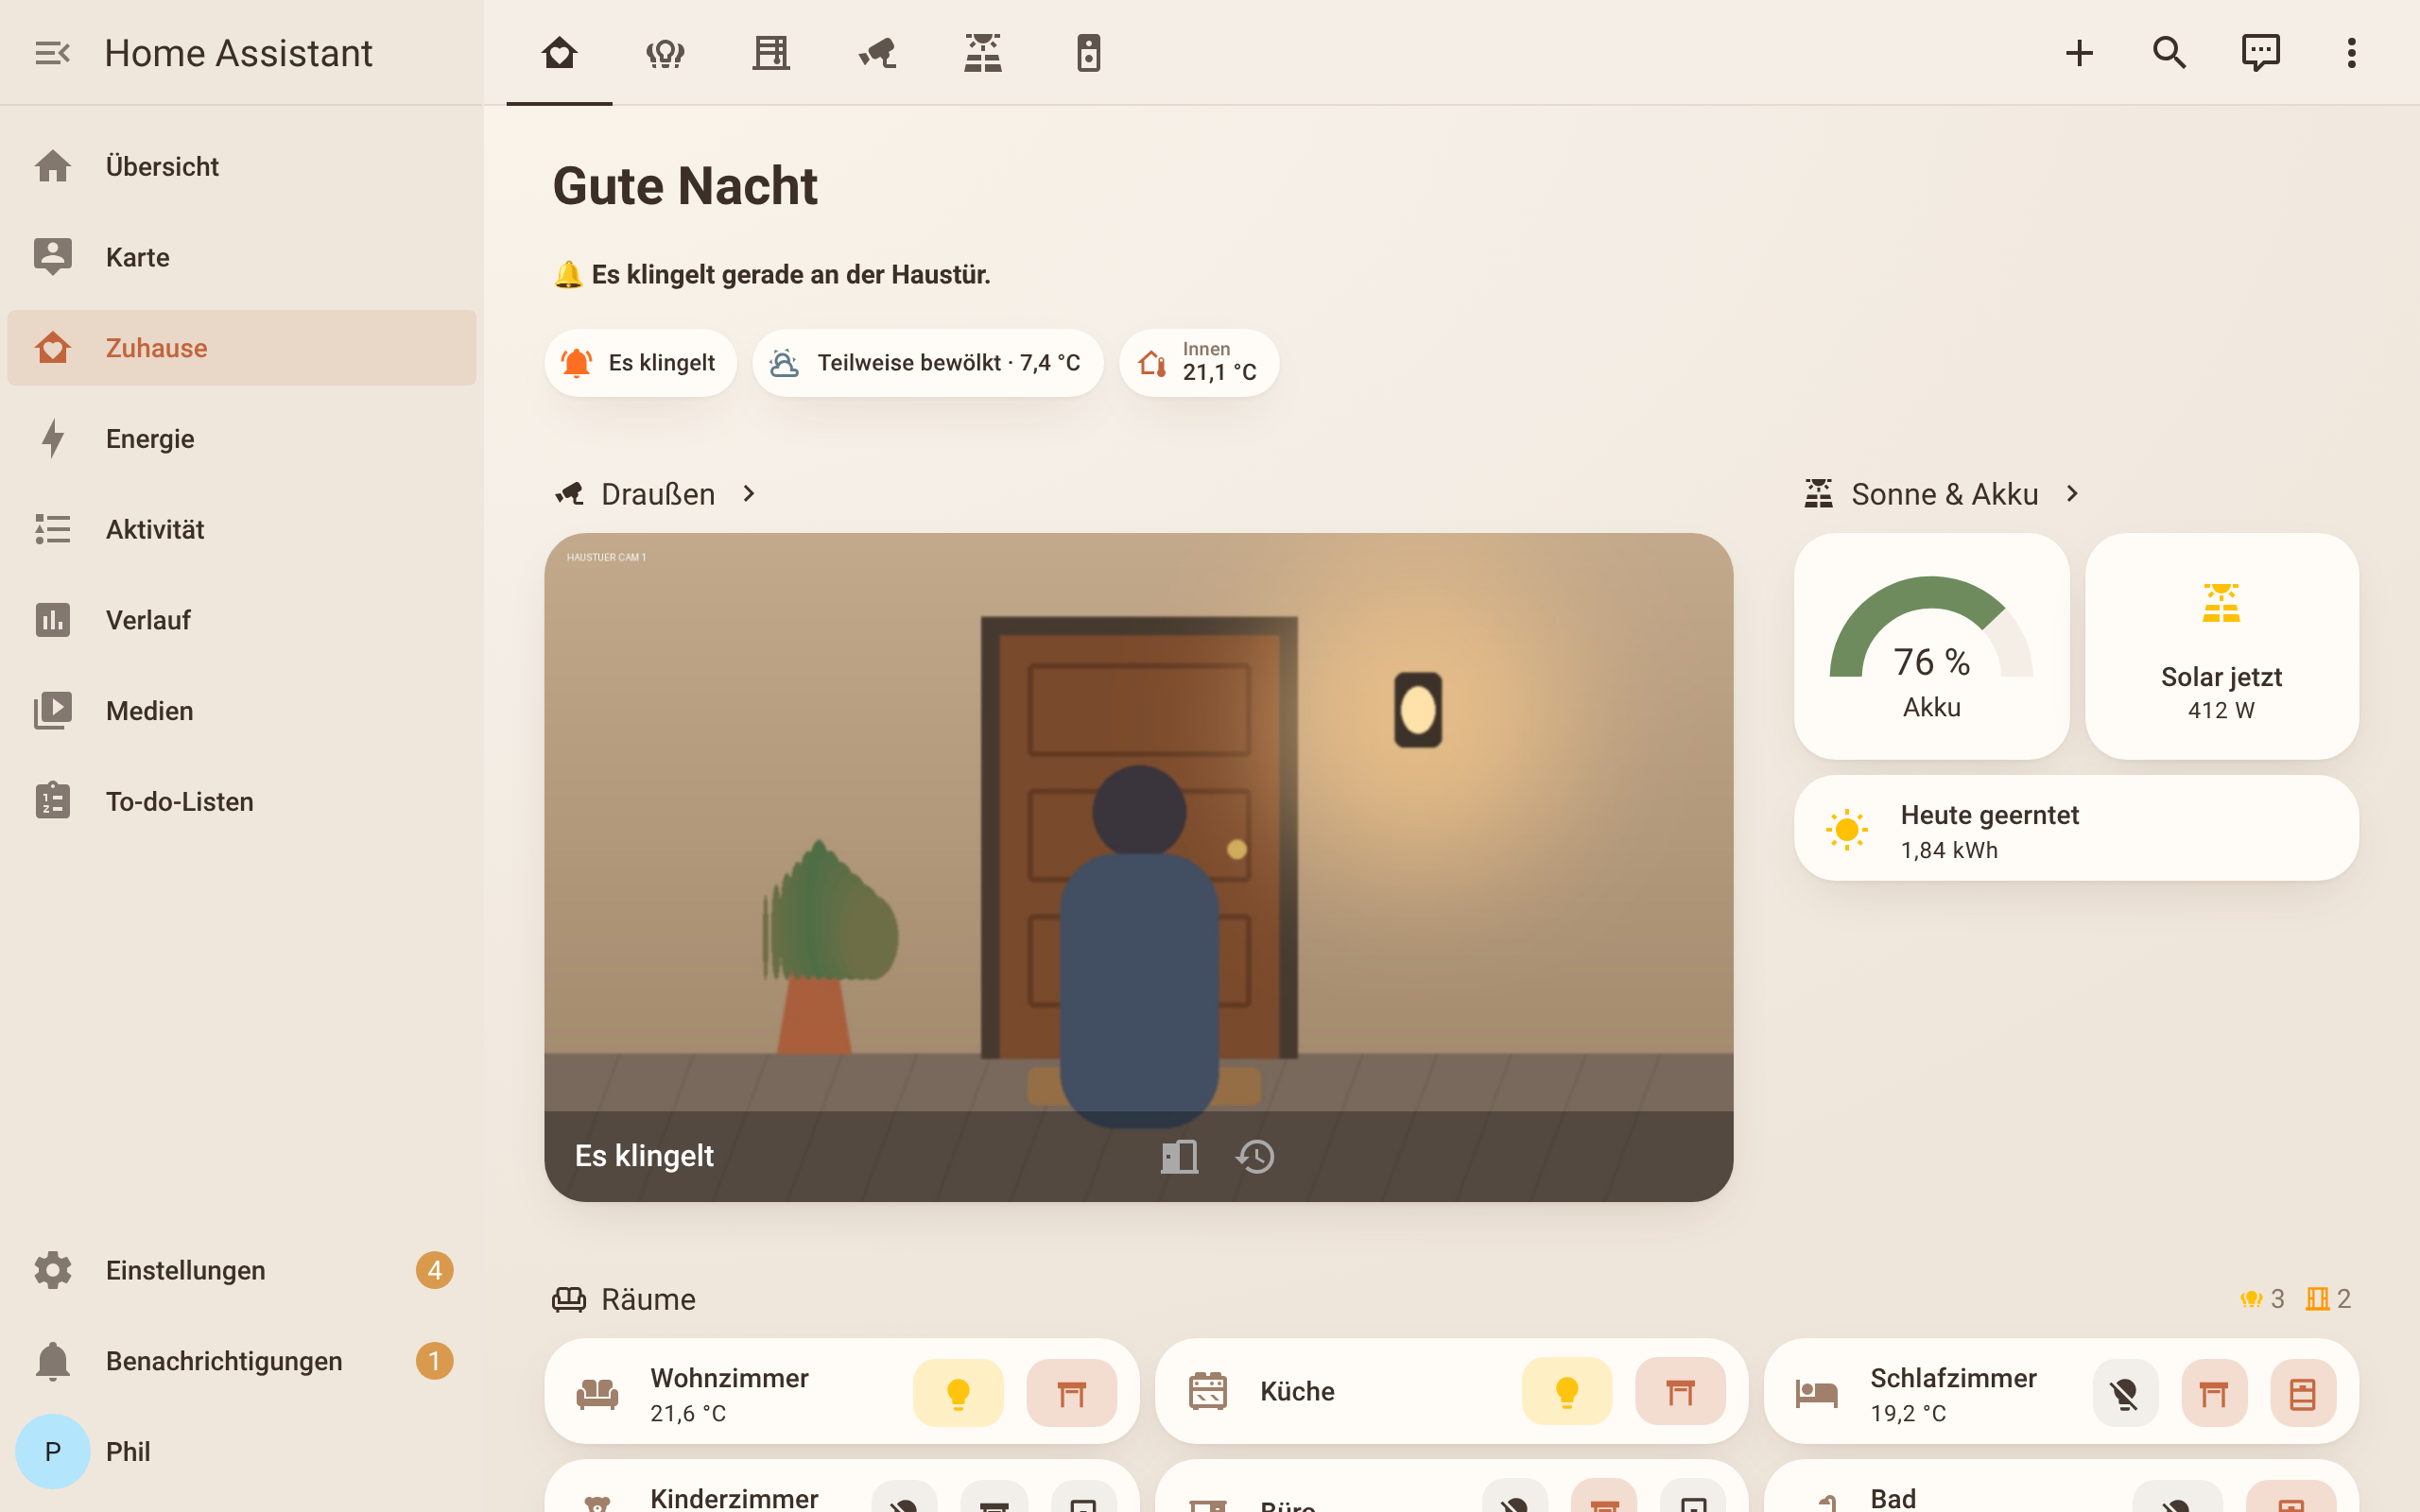 Home Assistant
Übersicht
Karte
Zuhause
Energie
Aktivität
Verlauf
Medien
To-do-Listen
Einstellungen
4
Benachrichtigungen
1
P
Phil
Gute Nacht
🔔 Es klingelt gerade an der Haustür.
Es klingelt
Teilweise bewölkt · 7,4 °C
Innen
21,1 °C
Draußen
HAUSTUER CAM 1
Es klingelt
Sonne & Akku
76 %
Akku
Solar jetzt
412 W
Heute geerntet
1,84 kWh
Räume
3
2
Wohnzimmer
21,6 °C
Küche
Schlafzimmer
19,2 °C
Kinderzimmer
Büro
Bad